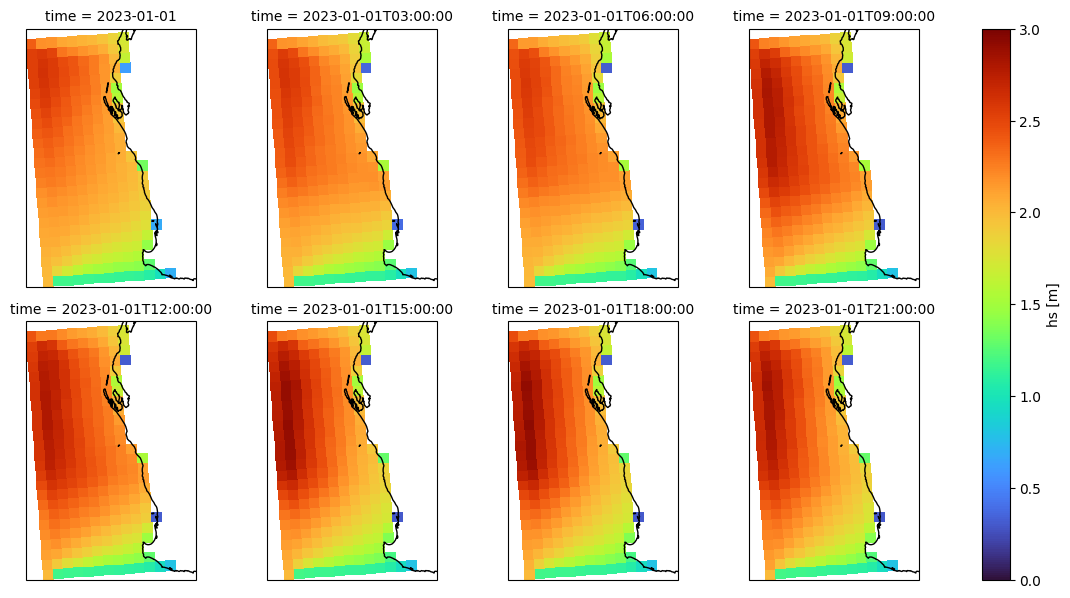 time = 2023-01-01
time = 2023-01-01T03:00:00
time = 2023-01-01T06:00:00
time = 2023-01-01T09:00:00
time = 2023-01-01T12:00:00
time = 2023-01-01T15:00:00
time = 2023-01-01T18:00:00
time = 2023-01-01T21:00:00
3.0
2.5
2.0
1.5
1.0
0.5
0.0
hs [m]